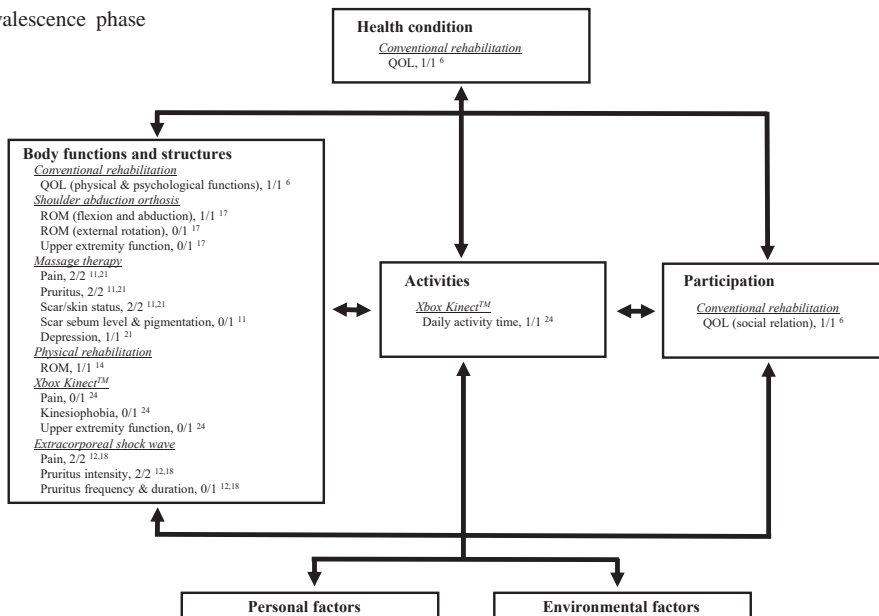 valescence phase
Health condition
Conventional rehabilitation
QOL, 1/1 6
Body functions and structures
Conventional rehabilitation
QOL (physical & psychological functions), 1/1 6
Shoulder abduction orthosis
ROM (flexion and abduction), 1/1 17
ROM (external rotation), 0/1 17
Upper extremity function, 0/1 17
Massage therapy
Pain, 2/2 11,21
Pruritus, 2/2 11,21
Scar/skin status, 2/2 11,21
Scar sebum level & pigmentation, 0/1 11
Depression, 1/1 21
Physical rehabilitation
ROM, 1/1 14
Xbox Kinect™
Pain, 0/1 24
Kinesiophobia, 0/1 24
Upper extremity function, 0/1 24
Extracorporeal shock wave
Pain, 2/2 12,18
Pruritus intensity, 2/2 12,18
Pruritus frequency & duration, 0/1 12,18
Activities
Xbox Kinect™
Daily activity time, 1/1 24
Participation
Conventional rehabilitation
QOL (social relation), 1/1 6
Personal factors
Environmental factors